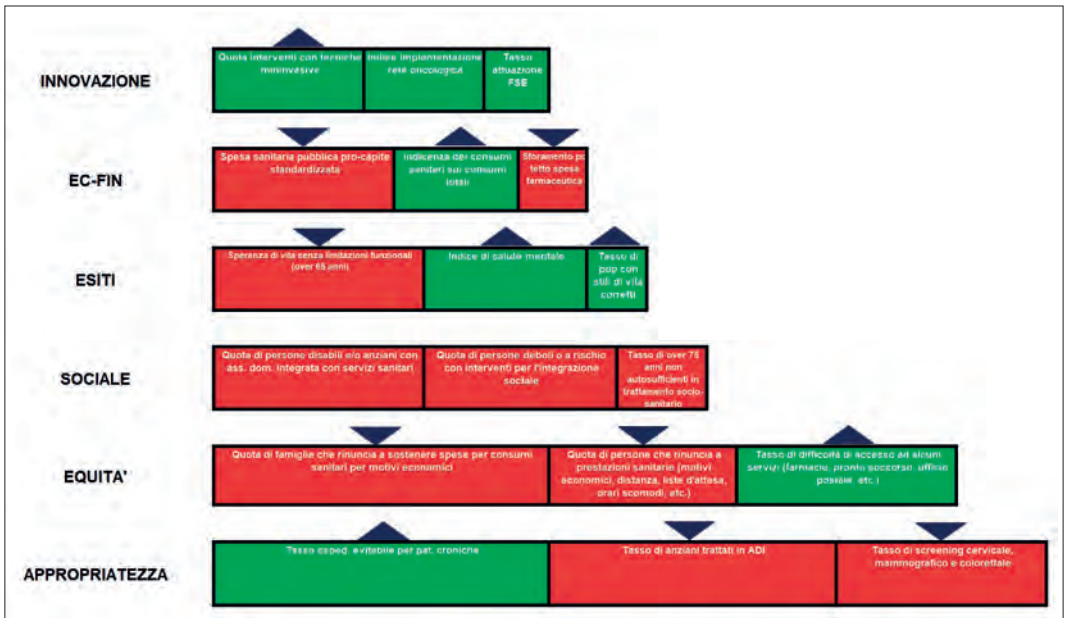 INNOVAZIONE
Quota interventi con tecniche
mininvasive
Indice implementazione
rete oncologica
Tasso
attuazione
FSE
EC-FIN
Spesa sanitaria pubblica pro-capite
standardizzata
Incidenza dei consumi
sanitari sui consumi
totali
Sforamento pc
tetto spesa
farmaceutica
ESITI
Speranza di vita senza limitazioni funzionali
(over 65 anni)
Indice di salute mentale
Tasso di
pop con
stili di vita
corretti
SOCIALE
Quota di persone disabili e/o anziani con
ass. dom. integrata con servizi sanitari
Quota di persone deboli o a rischio
con interventi per l'integrazione
sociale
Tasso di over 75
anni non
autosufficienti in
trattamento socio-
sanitario
EQUITA'
Quota di famiglie che rinuncia a sostenere spese per consumi
sanitari per motivi economici
Quota di persone che rinuncia a
prestazioni sanitarie (motivi
economici, distanza, liste d'attesa,
orari scomodi, etc.)
Tasso di difficoltà di accesso ad alcuni
servizi (farmacie, pronto soccorso, ufficio
postale, etc.)
APPROPRIATEZZA
Tasso osped. evitabile per pat. croniche
Tasso di anziani trattati in ADI
Tasso di screening cervicale,
mammografico e colorettale